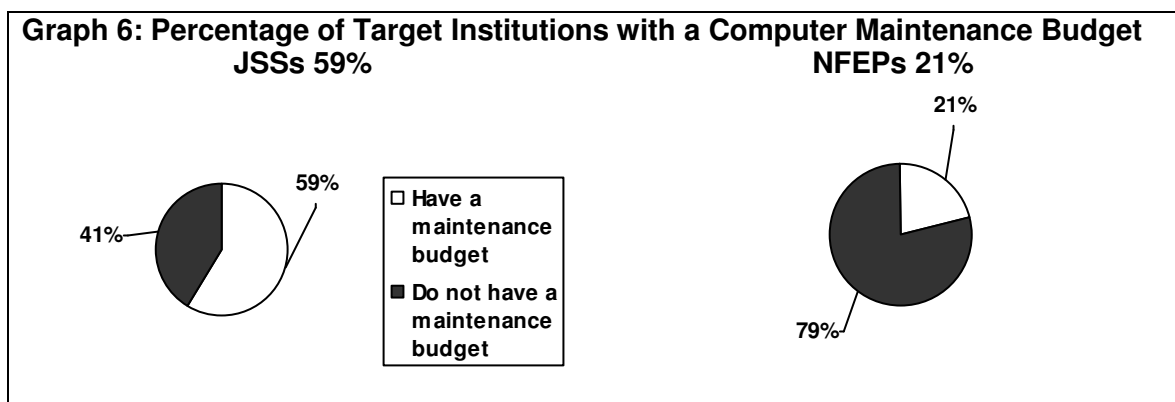 Graph 6: Percentage of Target Institutions with a Computer Maintenance Budget
JSSs 59% NFEPs 21%
59%
41%
Have a
maintenance
budget
Do not have a
maintenance
budget
21%
79%